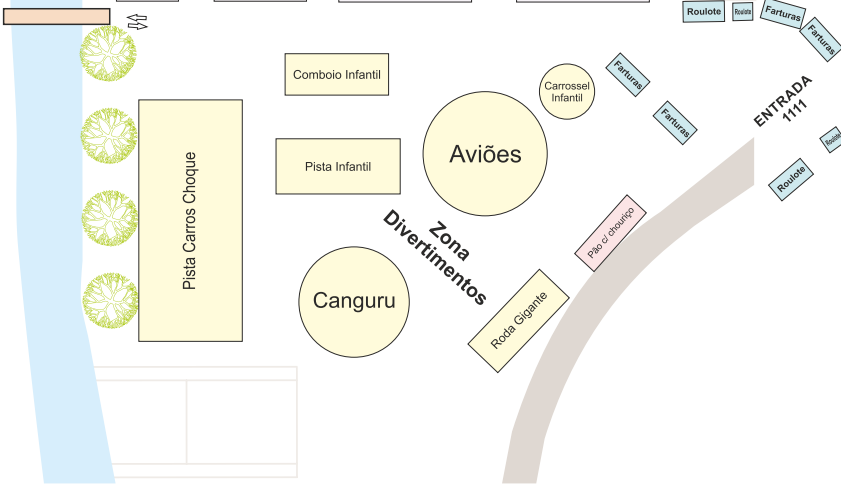 Roulote
Roulote
Farturas
Farturas
ENTRADA
1111
Comboio Infantil
Carrossel
Infantil
Farturas
Farturas
Roulote
Roulote
Pista Carros Choque
Pista Infantil
Aviões
Zona
Divertimentos
Pão c/ chouriço
Canguru
Roda Gigante